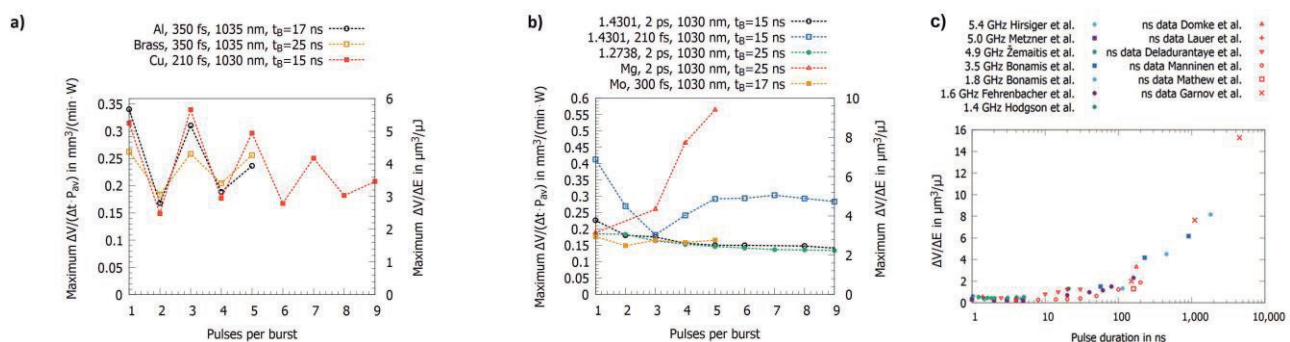 a)
Al, 350 fs, 1035 nm, tB=17 ns
Brass, 350 fs, 1035 nm, tB=25 ns
Cu, 210 fs, 1030 nm, tB=15 ns
Maximum ΔV/(Δt·Pav) in mm³/(min·W)
0.35
0.3
0.25
0.2
0.15
0.1
0.05
0
6
5
4
3
2
1
0
Maximum ΔV/ΔE in μm³/μJ
1 2 3 4 5 6 7 8 9
Pulses per burst
b)
1.4301, 2 ps, 1030 nm, tB=15 ns
1.4301, 210 fs, 1030 nm, tB=15 ns
1.2738, 2 ps, 1030 nm, tB=25 ns
Mg, 2 ps, 1030 nm, tB=25 ns
Mo, 300 fs, 1030 nm, tB=17 ns
Maximum ΔV/(Δt·Pav) in mm³/(min·W)
0.6
0.55
0.5
0.45
0.4
0.35
0.3
0.25
0.2
0.15
0.1
0.05
0
10
8
6
4
2
0
Maximum ΔV/ΔE in μm³/μJ
1 2 3 4 5 6 7 8 9
Pulses per burst
c)
5.4 GHz Hirsiger et al.
5.0 GHz Metzner et al.
4.9 GHz Žemaitis et al.
3.5 GHz Bonamis et al.
1.8 GHz Bonamis et al.
1.6 GHz Fehrenbacher et al.
1.4 GHz Hodgson et al.
ns data Domke et al.
ns data Lauer et al.
ns data Deladurantaye et al.
ns data Manninen et al.
ns data Mathew et al.
ns data Garnov et al.
ΔV/ΔE in μm³/μJ
16
14
12
10
8
6
4
2
0
1 10 100 1,000 10,000
Pulse duration in ns